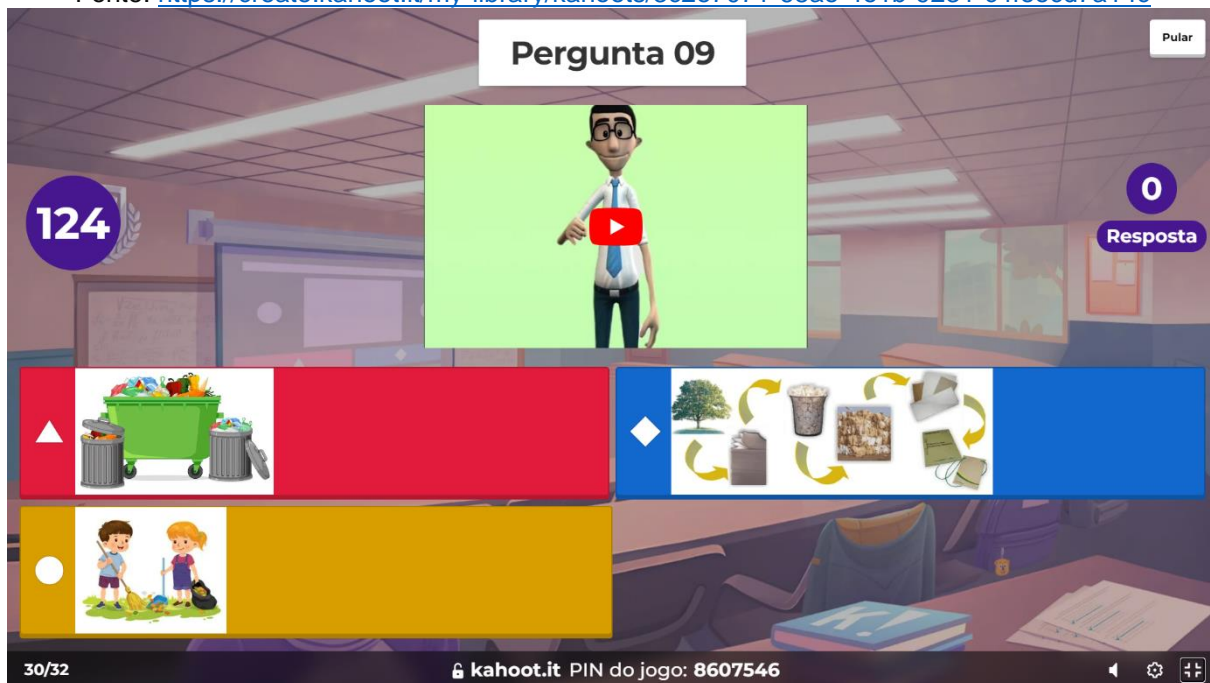 Pergunta 09
Pular
124
0
Resposta
30/32
kahoot.it PIN do jogo: 8607546